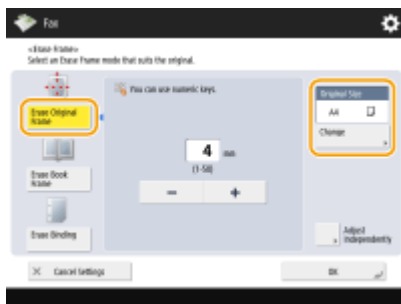 Fax
<Erase Frame>
Select an Erase Frame mode that suits the original.
Erase Original
Frame
You can use numeric keys.
Original Size
A4
Change
4 mm
(1-50)
Erase Book
Frame
− +
Erase Binding
Adjust
Independently
Cancel Settings
OK